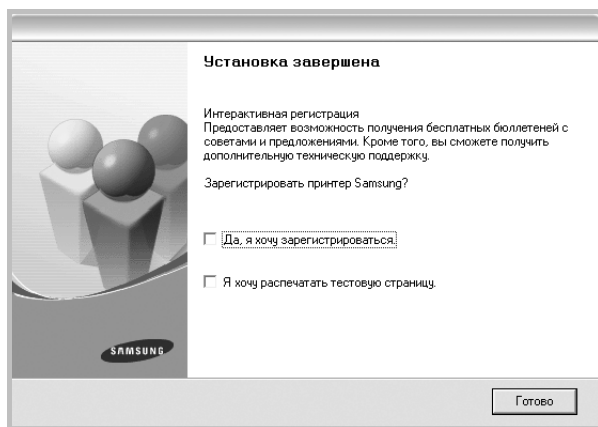 Установка завершена
Интерактивная регистрация
Предоставляет возможность получения бесплатных бюллетеней с
советами и предложениями. Кроме того, вы сможете получить
дополнительную техническую поддержку.
Зарегистрировать принтер Samsung?
Да, я хочу зарегистрироваться.
Я хочу распечатать тестовую страницу.
SAMSUNG
Готово